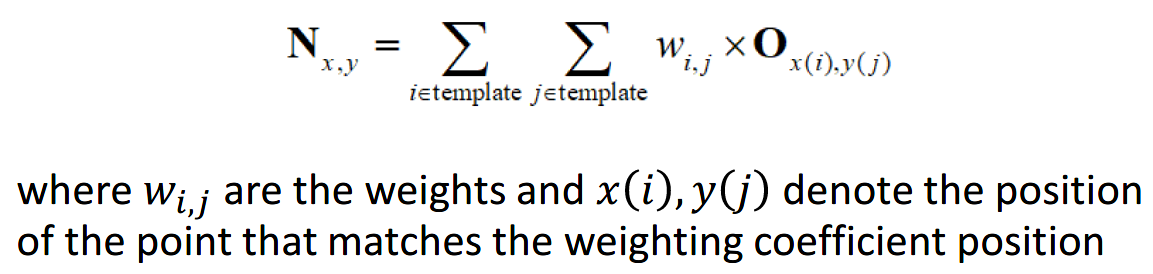 N_{x,y} = ∑_{i∈template} ∑_{j∈template} w_{i,j} × O_{x(i),y(j)}
where w_{i,j} are the weights and x(i), y(j) denote the position
of the point that matches the weighting coefficient position